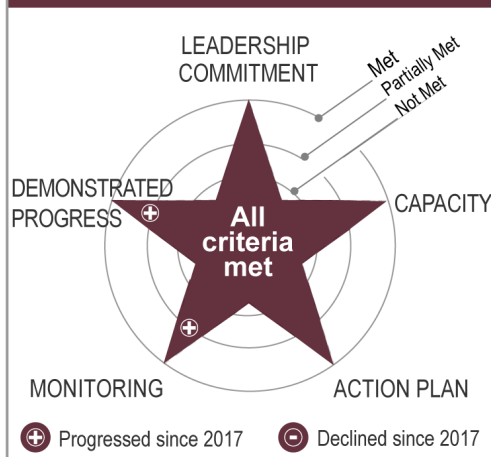 LEADERSHIP
COMMITMENT
Met
Partially Met
Not Met
DEMONSTRATED
PROGRESS
CAPACITY
All
criteria
met
MONITORING
ACTION PLAN
Progressed since 2017
Declined since 2017